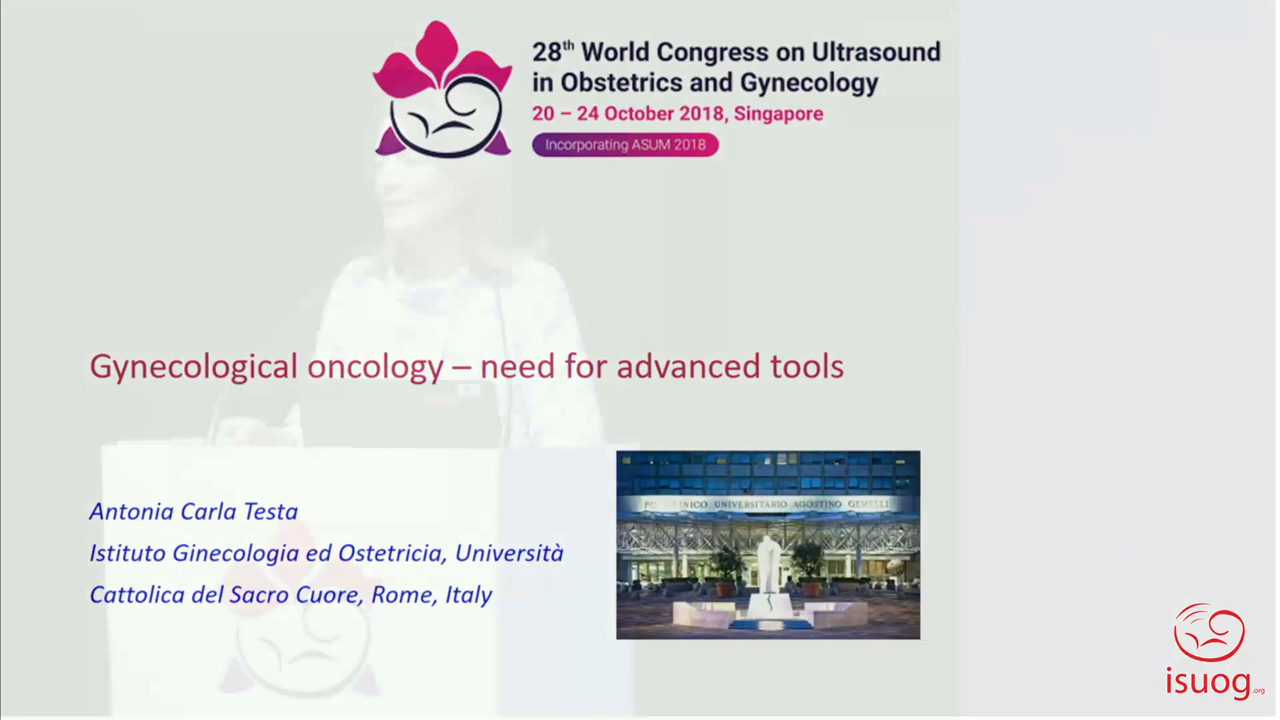 28th World Congress on Ultrasound
in Obstetrics and Gynecology
20 – 24 October 2018, Singapore
Incorporating ASUM 2018
Gynecological oncology – need for advanced tools
Antonia Carla Testa
Istituto Ginecologia ed Ostetricia, Università
Cattolica del Sacro Cuore, Rome, Italy
UNIVERSITARIO AGOSTINO GEMELLI
isuog.org